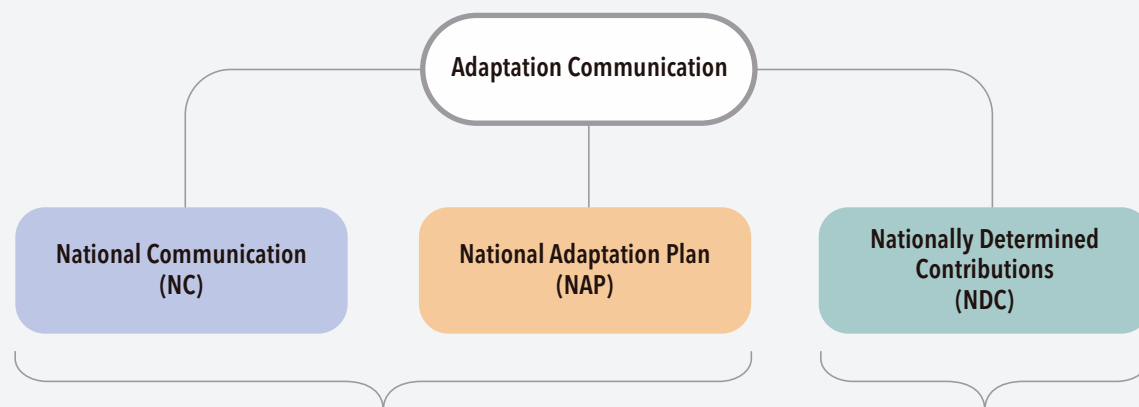 Adaptation Communication
National Communication
(NC)
National Adaptation Plan
(NAP)
Nationally Determined
Contributions
(NDC)